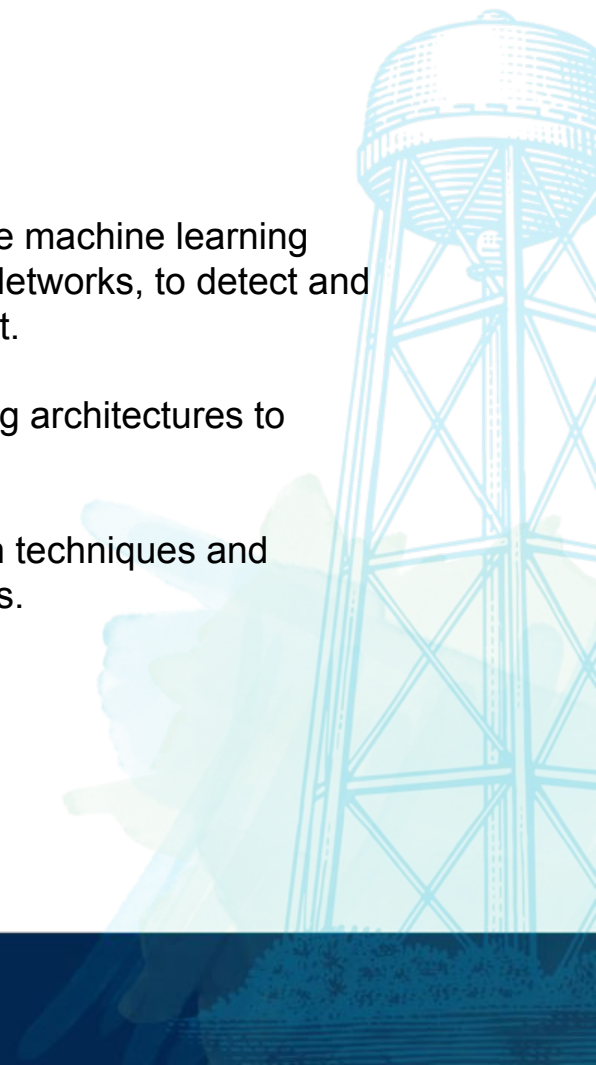 e machine learning
letworks, to detect and
t.
g architectures to
n techniques and
s.